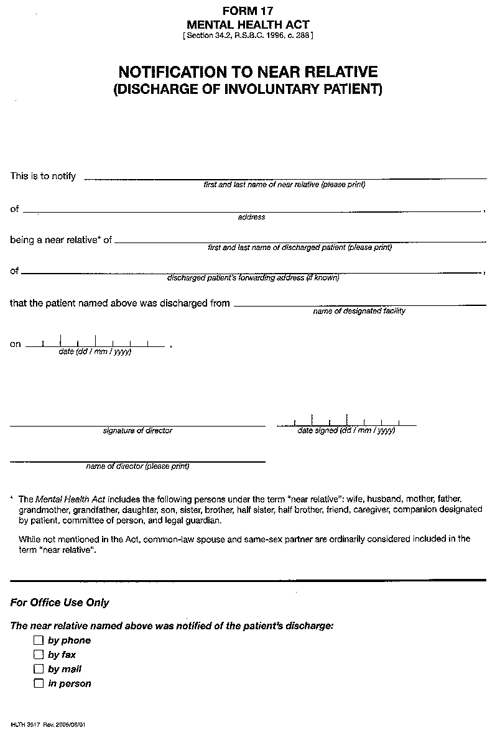 FORM 17
MENTAL HEALTH ACT
[ Section 34.2, R.S.B.C. 1996, c. 288 ]
NOTIFICATION TO NEAR RELATIVE
(DISCHARGE OF INVOLUNTARY PATIENT)
This is to notify
first and last name of near relative (please print)
of ,
address
being a near relative* of
first and last name of discharged patient (please print)
of ,
discharged patient's forwarding address (if known)
that the patient named above was discharged from
name of designated facility
on ,
date (dd / mm / yyyy)
signature of director date signed (dd / mm / yyyy)
name of director (please print)
* The Mental Health Act includes the following persons under the term "near relative": wife, husband, mother, father,
grandmother, grandfather, daughter, son, sister, brother, half sister, half brother, friend, caregiver, companion designated
by patient, committee of person, and legal guardian.
While not mentioned in the Act, common-law spouse and same-sex partner are ordinarily considered included in the
term "near relative".
For Office Use Only
The near relative named above was notified of the patient's discharge:
by phone
by fax
by mail
in person
HLTH 3517 Rev. 2005/06/01